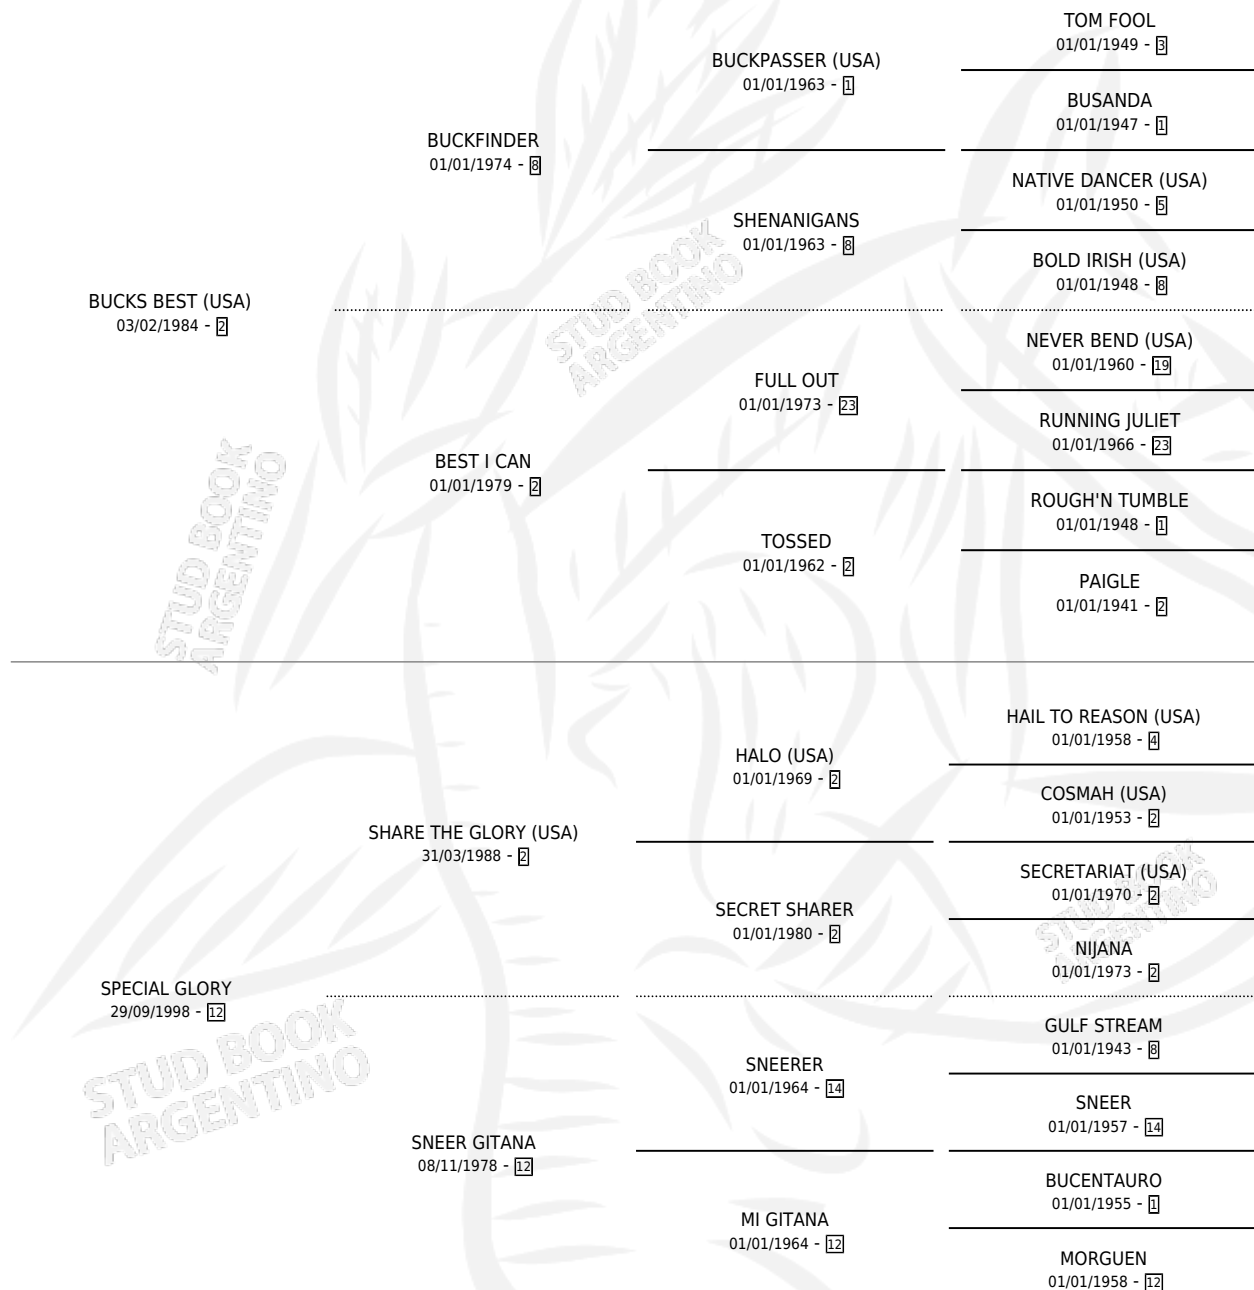 TOM FOOL
01/01/1949 - 3
BUCKPASSER (USA)
01/01/1963 - 1
BUSANDA
01/01/1947 - 1
BUCKFINDER
01/01/1974 - 8
NATIVE DANCER (USA)
01/01/1950 - 5
SHENANIGANS
01/01/1963 - 8
BOLD IRISH (USA)
01/01/1948 - 8
BUCKS BEST (USA)
03/02/1984 - 2
NEVER BEND (USA)
01/01/1960 - 19
FULL OUT
01/01/1973 - 23
RUNNING JULIET
01/01/1966 - 23
BEST I CAN
01/01/1979 - 2
ROUGH'N TUMBLE
01/01/1948 - 1
TOSSED
01/01/1962 - 2
PAIGLE
01/01/1941 - 2
HAIL TO REASON (USA)
01/01/1958 - 4
HALO (USA)
01/01/1969 - 2
COSMAH (USA)
01/01/1953 - 2
SHARE THE GLORY (USA)
31/03/1988 - 2
SECRETARIAT (USA)
01/01/1970 - 2
SECRET SHARER
01/01/1980 - 2
NIJANA
01/01/1973 - 2
SPECIAL GLORY
29/09/1998 - 12
GULF STREAM
01/01/1943 - 8
SNEERER
01/01/1964 - 14
SNEER
01/01/1957 - 14
SNEER GITANA
08/11/1978 - 12
BUCENTAURO
01/01/1955 - 1
MI GITANA
01/01/1964 - 12
MORGUEN
01/01/1958 - 12
STUD BOOK
ARGENTINO
STUD BOOK
ARGENTINO
STUD BOOK
ARGENTINO
STUD BOOK
ARGENTINO